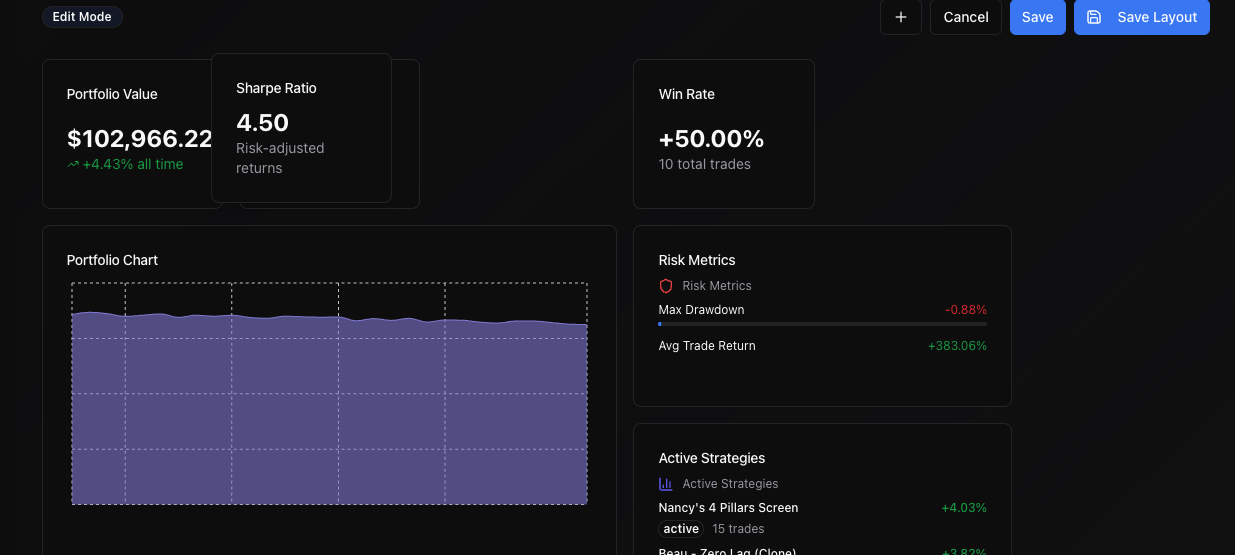 Edit Mode
Cancel
Save
Save Layout
Portfolio Value
$102,966.22
+4.43% all time
Sharpe Ratio
4.50
Risk-adjusted
returns
Win Rate
+50.00%
10 total trades
Portfolio Chart
Risk Metrics
Risk Metrics
Max Drawdown -0.88%
Avg Trade Return +383.06%
Active Strategies
Active Strategies
Nancy's 4 Pillars Screen +4.03%
active 15 trades
Beau - Zero Lag (Clone) +3.82%